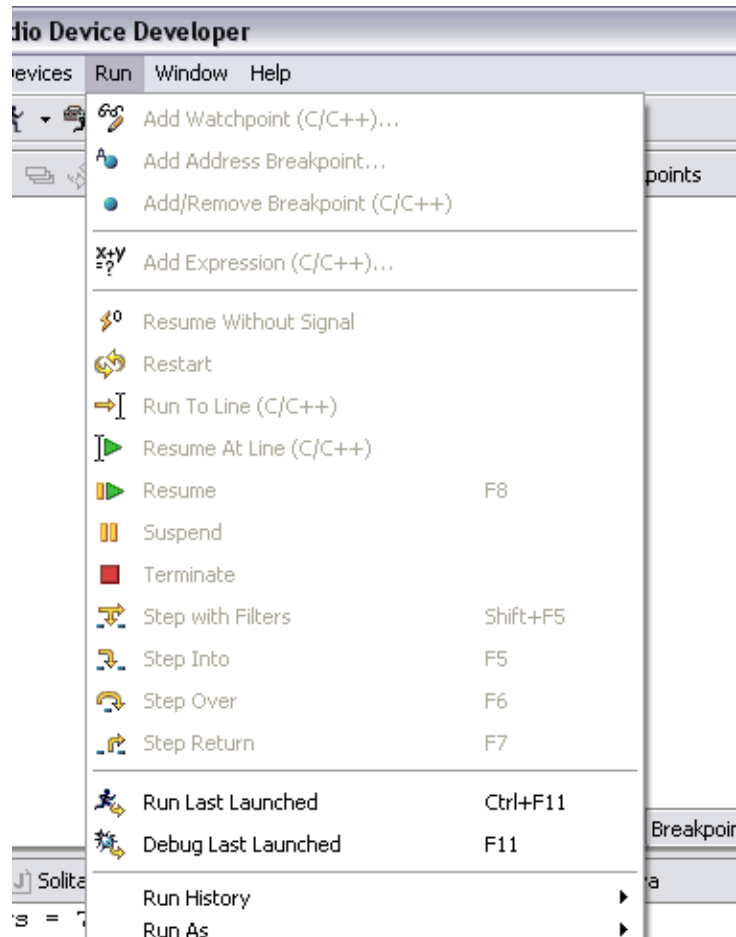 dio Device Developer
evices Run Window Help
Add Watchpoint (C/C++)...
Add Address Breakpoint...
points
Add/Remove Breakpoint (C/C++)
Add Expression (C/C++)...
Resume Without Signal
Restart
Run To Line (C/C++)
Resume At Line (C/C++)
Resume F8
Suspend
Terminate
Step with Filters Shift+F5
Step Into F5
Step Over F6
Step Return F7
Run Last Launched Ctrl+F11
Breakpoin
Debug Last Launched F11
Solita
a
Run History
s =
Run As